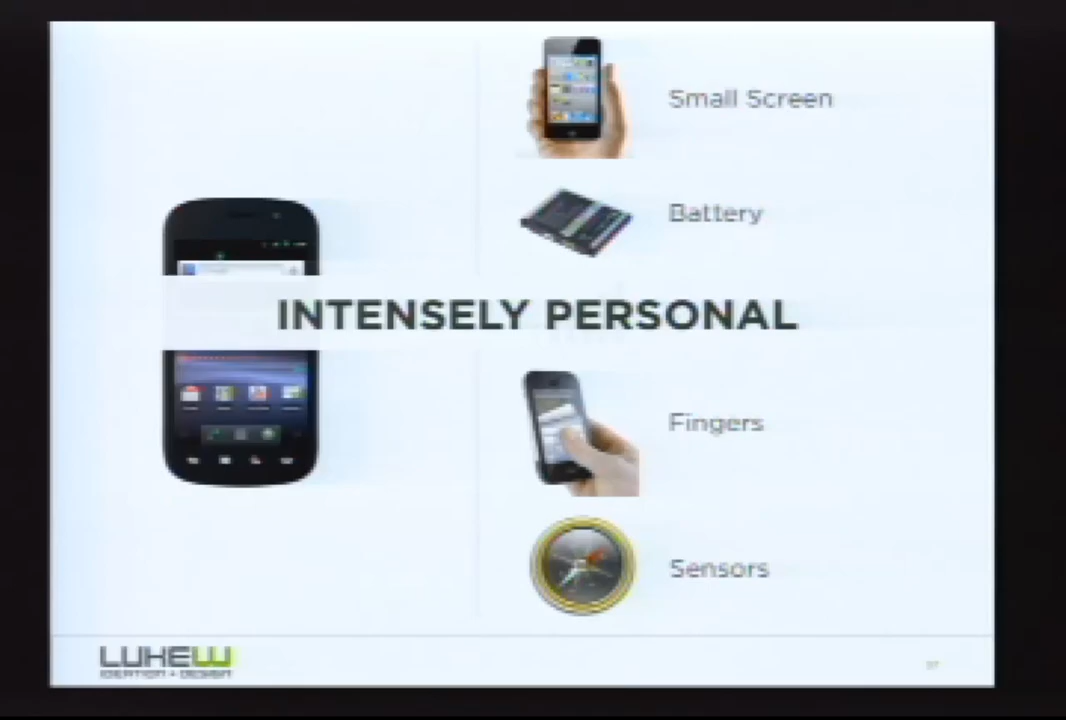 Small Screen
Battery
INTENSELY PERSONAL
Fingers
Sensors
LUKEW
IDEATION + DESIGN